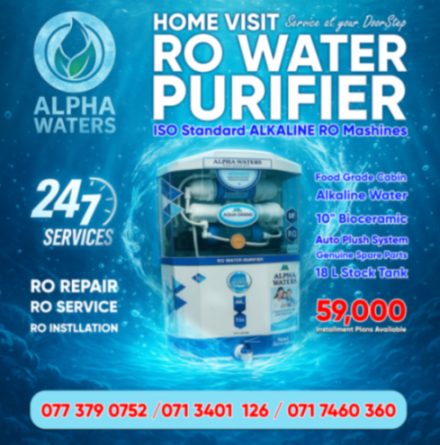 HOME VISIT Service at your DoorStep
RO WATER
PURIFIER
ISO Standard ALKALINE RO Mashines
ALPHA
WATERS
24/7
SERVICES
RO REPAIR
RO SERVICE
RO INSTLLATION
ALPHA WATERS
AQUA GRAND
RO WATER PURIFIER
ALPHA
WATERS
Food Grade Cabin
Alkaline Water
10" Bioceramic
Auto Plush System
Genuine Spare Parts
18 L Stock Tank
59,000
Installment Plans Available
077 379 0752 / 071 3401 126 / 071 7460 360